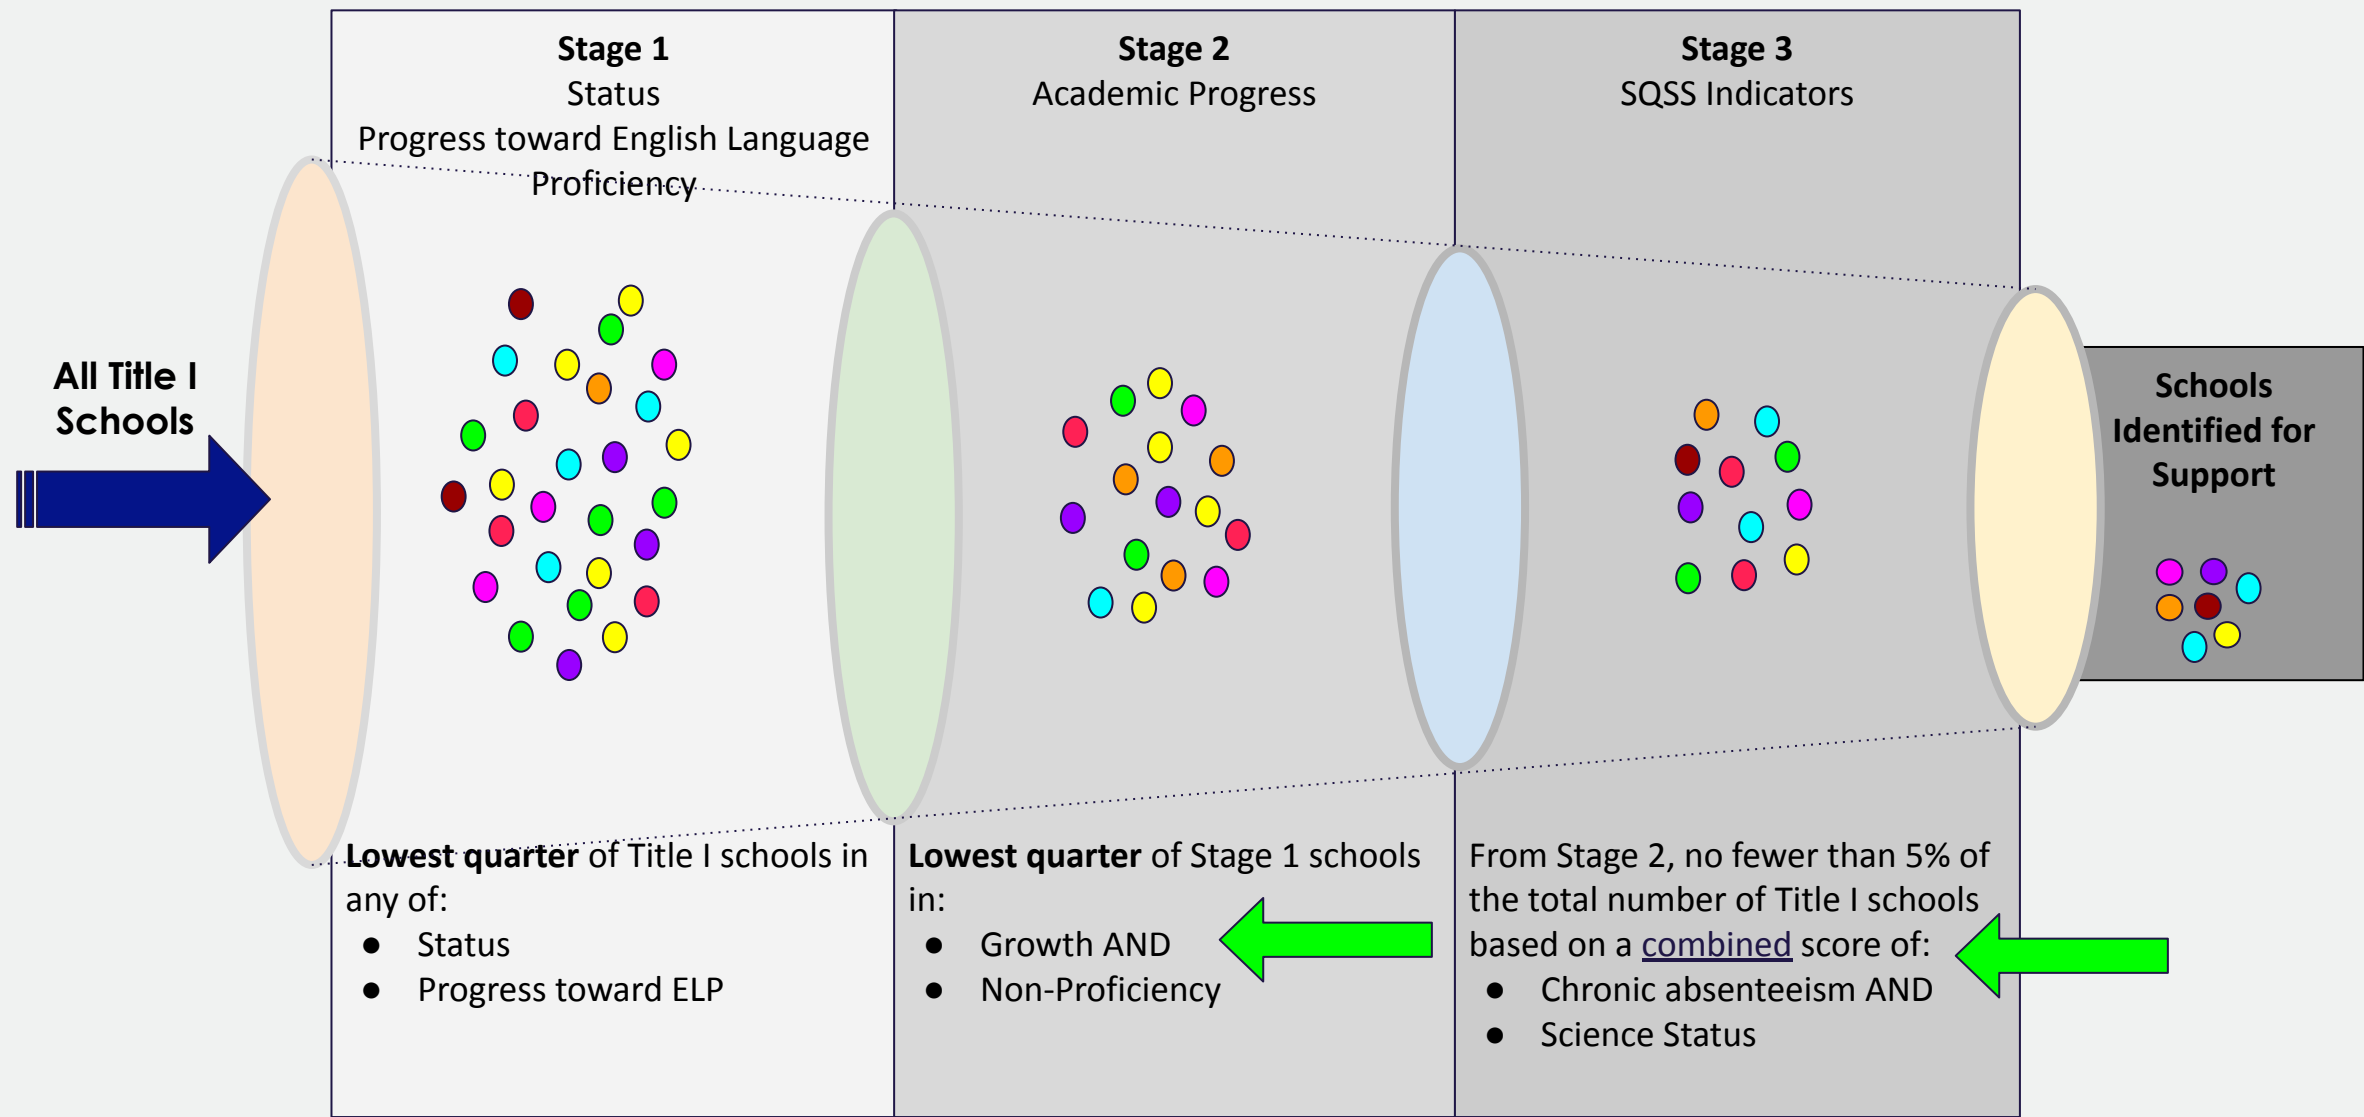 Stage 1
Status
Progress toward English Language
Proficiency
Stage 2
Academic Progress
Stage 3
SQSS Indicators
All Title I
Schools
Schools
Identified for
Support
Lowest quarter of Title I schools in
any of:
● Status
● Progress toward ELP
Lowest quarter of Stage 1 schools
in:
● Growth AND
● Non-Proficiency
From Stage 2, no fewer than 5% of
the total number of Title I schools
based on a combined score of:
● Chronic absenteeism AND
● Science Status